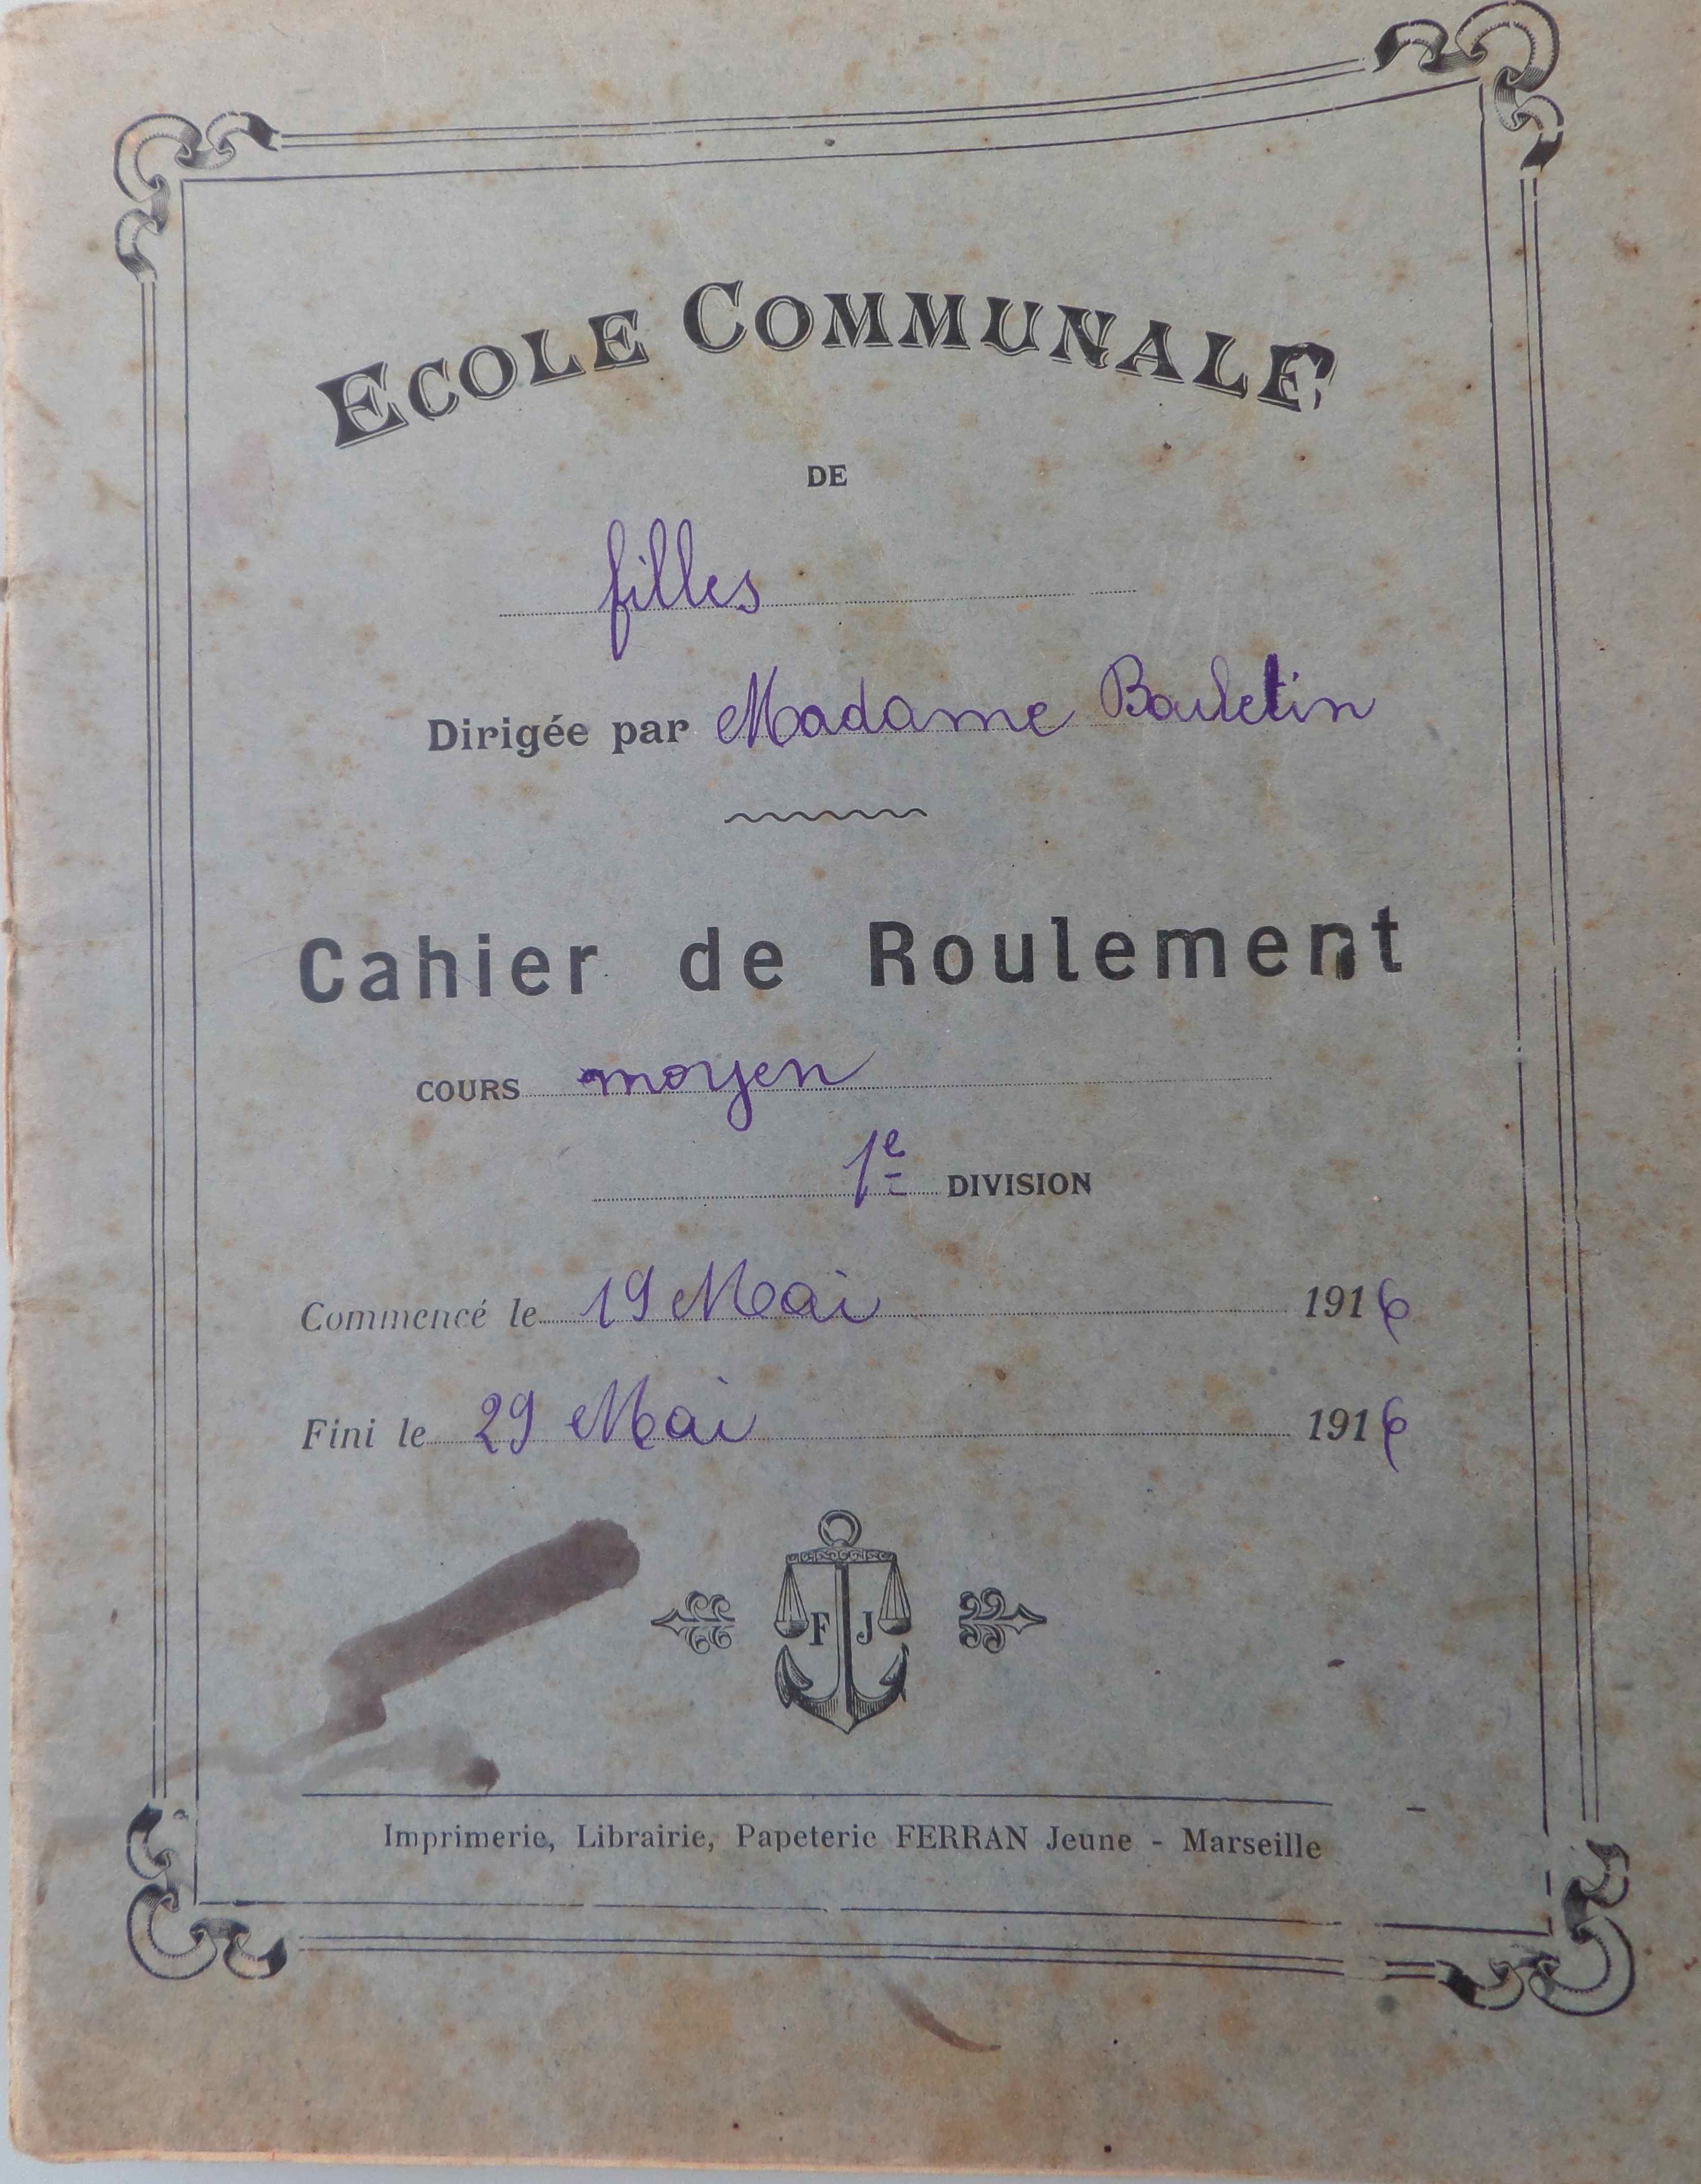 ECOLE COMMUNALE
DE
filles
Dirigée par Madame Bouletin
Cahier de Roulement
COURS moyen
1e DIVISION
Commencé le 19 Mai 1916
Fini le 29 Mai 1916
F J
Imprimerie, Librairie, Papeterie FERRAN Jeune - Marseille